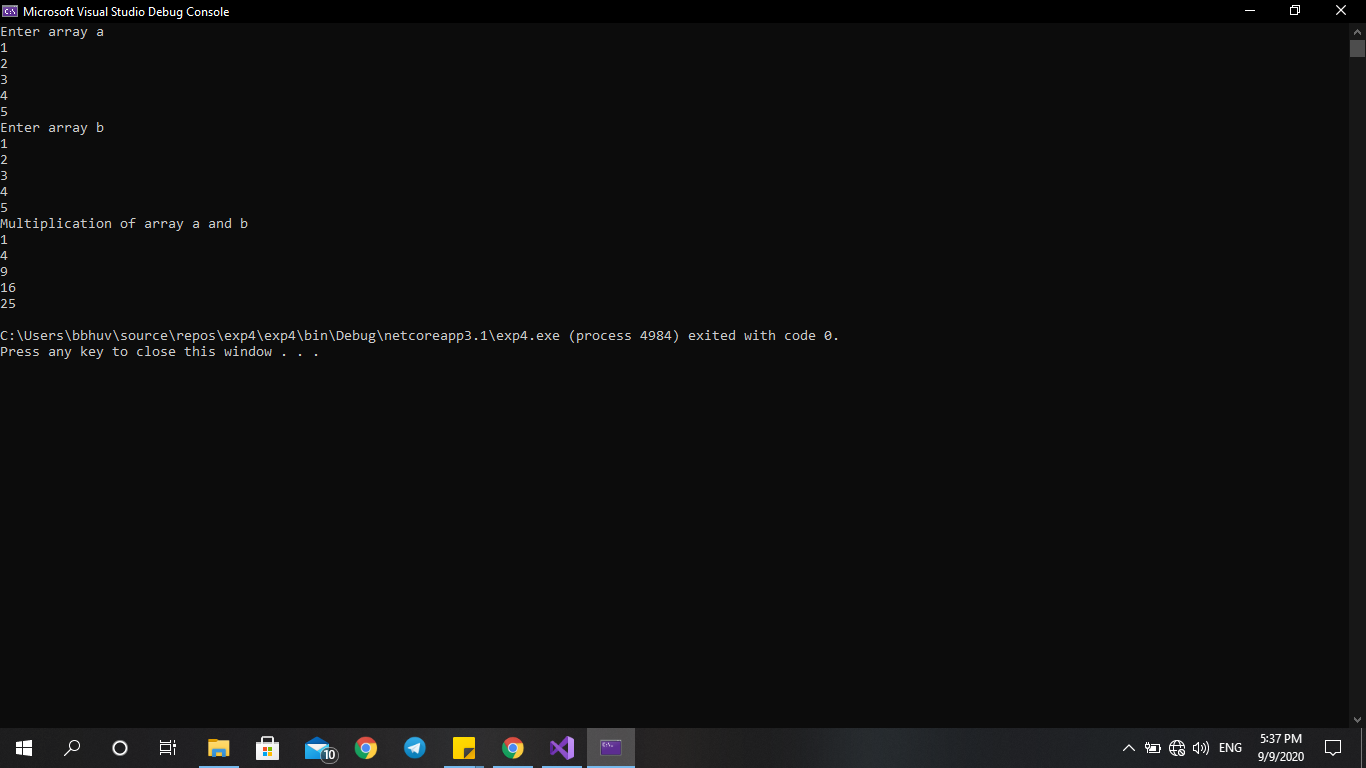 Microsoft Visual Studio Debug Console
Enter array a
1
2
3
4
5
Enter array b
1
2
3
4
5
Multiplication of array a and b
1
4
9
16
25
C:\Users\bbhuv\source\repos\exp4\exp4\bin\Debug\netcoreapp3.1\exp4.exe (process 4984) exited with code 0.
Press any key to close this window . . .
10
ENG
5:37 PM
9/9/2020